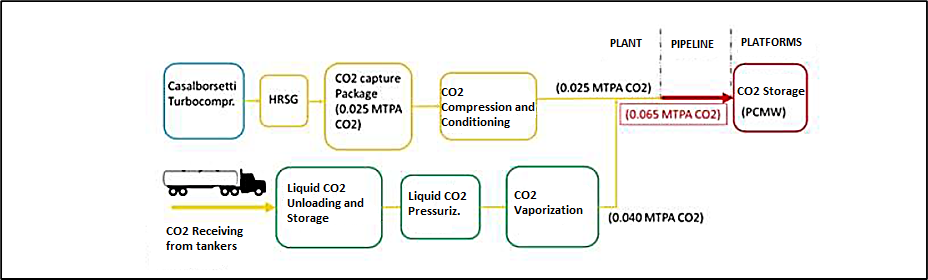 PLANT
PIPELINE
PLATFORMS
Casalborsetti
Turbocompr.
HRSG
CO2 capture
Package
(0.025 MTPA
CO2)
CO2
Compression and
Conditioning
(0.025 MTPA CO2)
(0.065 MTPA CO2)
CO2 Storage
(PCMW)
CO2 Receiving
from tankers
Liquid CO2
Unloading and
Storage
Liquid CO2
Pressuriz.
CO2
Vaporization
(0.040 MTPA CO2)